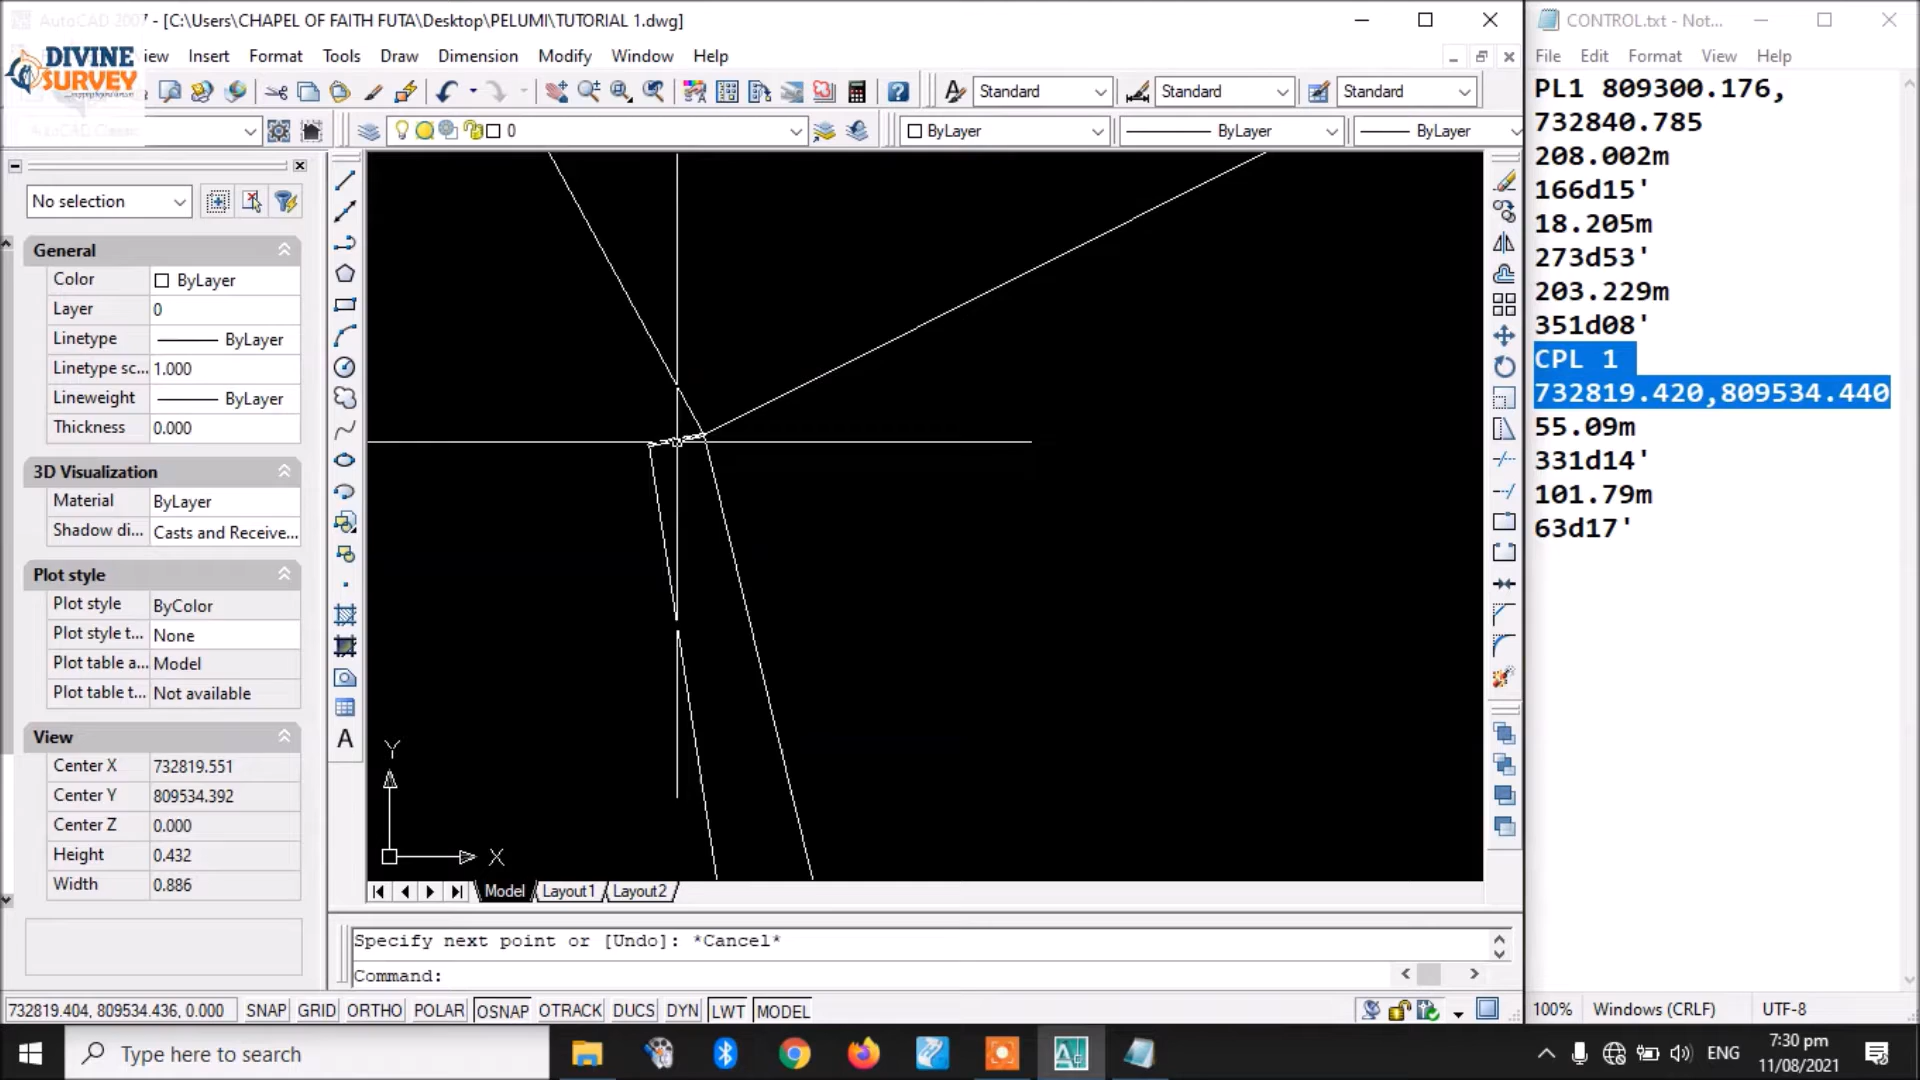 AutoCAD 2007 - [C:\Users\CHAPEL OF FAITH FUTA\Desktop\PELUMI\TUTORIAL 1.dwg]
DIVINE
SURVEY
iew Insert Format Tools Draw Dimension Modify Window Help
Standard Standard Standard
AutoCAD Classic
0
ByLayer ByLayer ByLayer
No selection
General
Color ByLayer
Layer 0
Linetype ByLayer
Linetype sc... 1.000
Lineweight ByLayer
Thickness 0.000
3D Visualization
Material ByLayer
Shadow di... Casts and Receive...
Plot style
Plot style ByColor
Plot style t... None
Plot table a... Model
Plot table t... Not available
View
Center X 732819.551
Center Y 809534.392
Center Z 0.000
Height 0.432
Width 0.886
Y
X
Model Layout1 Layout2
Specify next point or [Undo]: *Cancel*
Command:
732819.404, 809534.436, 0.000 SNAP GRID ORTHO POLAR OSNAP OTRACK DUCS DYN LWT MODEL
CONTROL.txt - Not...
File Edit Format View Help
PL1 809300.176,
732840.785
208.002m
166d15'
18.205m
273d53'
203.229m
351d08'
CPL 1
732819.420,809534.440
55.09m
331d14'
101.79m
63d17'
100% Windows (CRLF) UTF-8
Type here to search
ENG
7:30 pm
11/08/2021